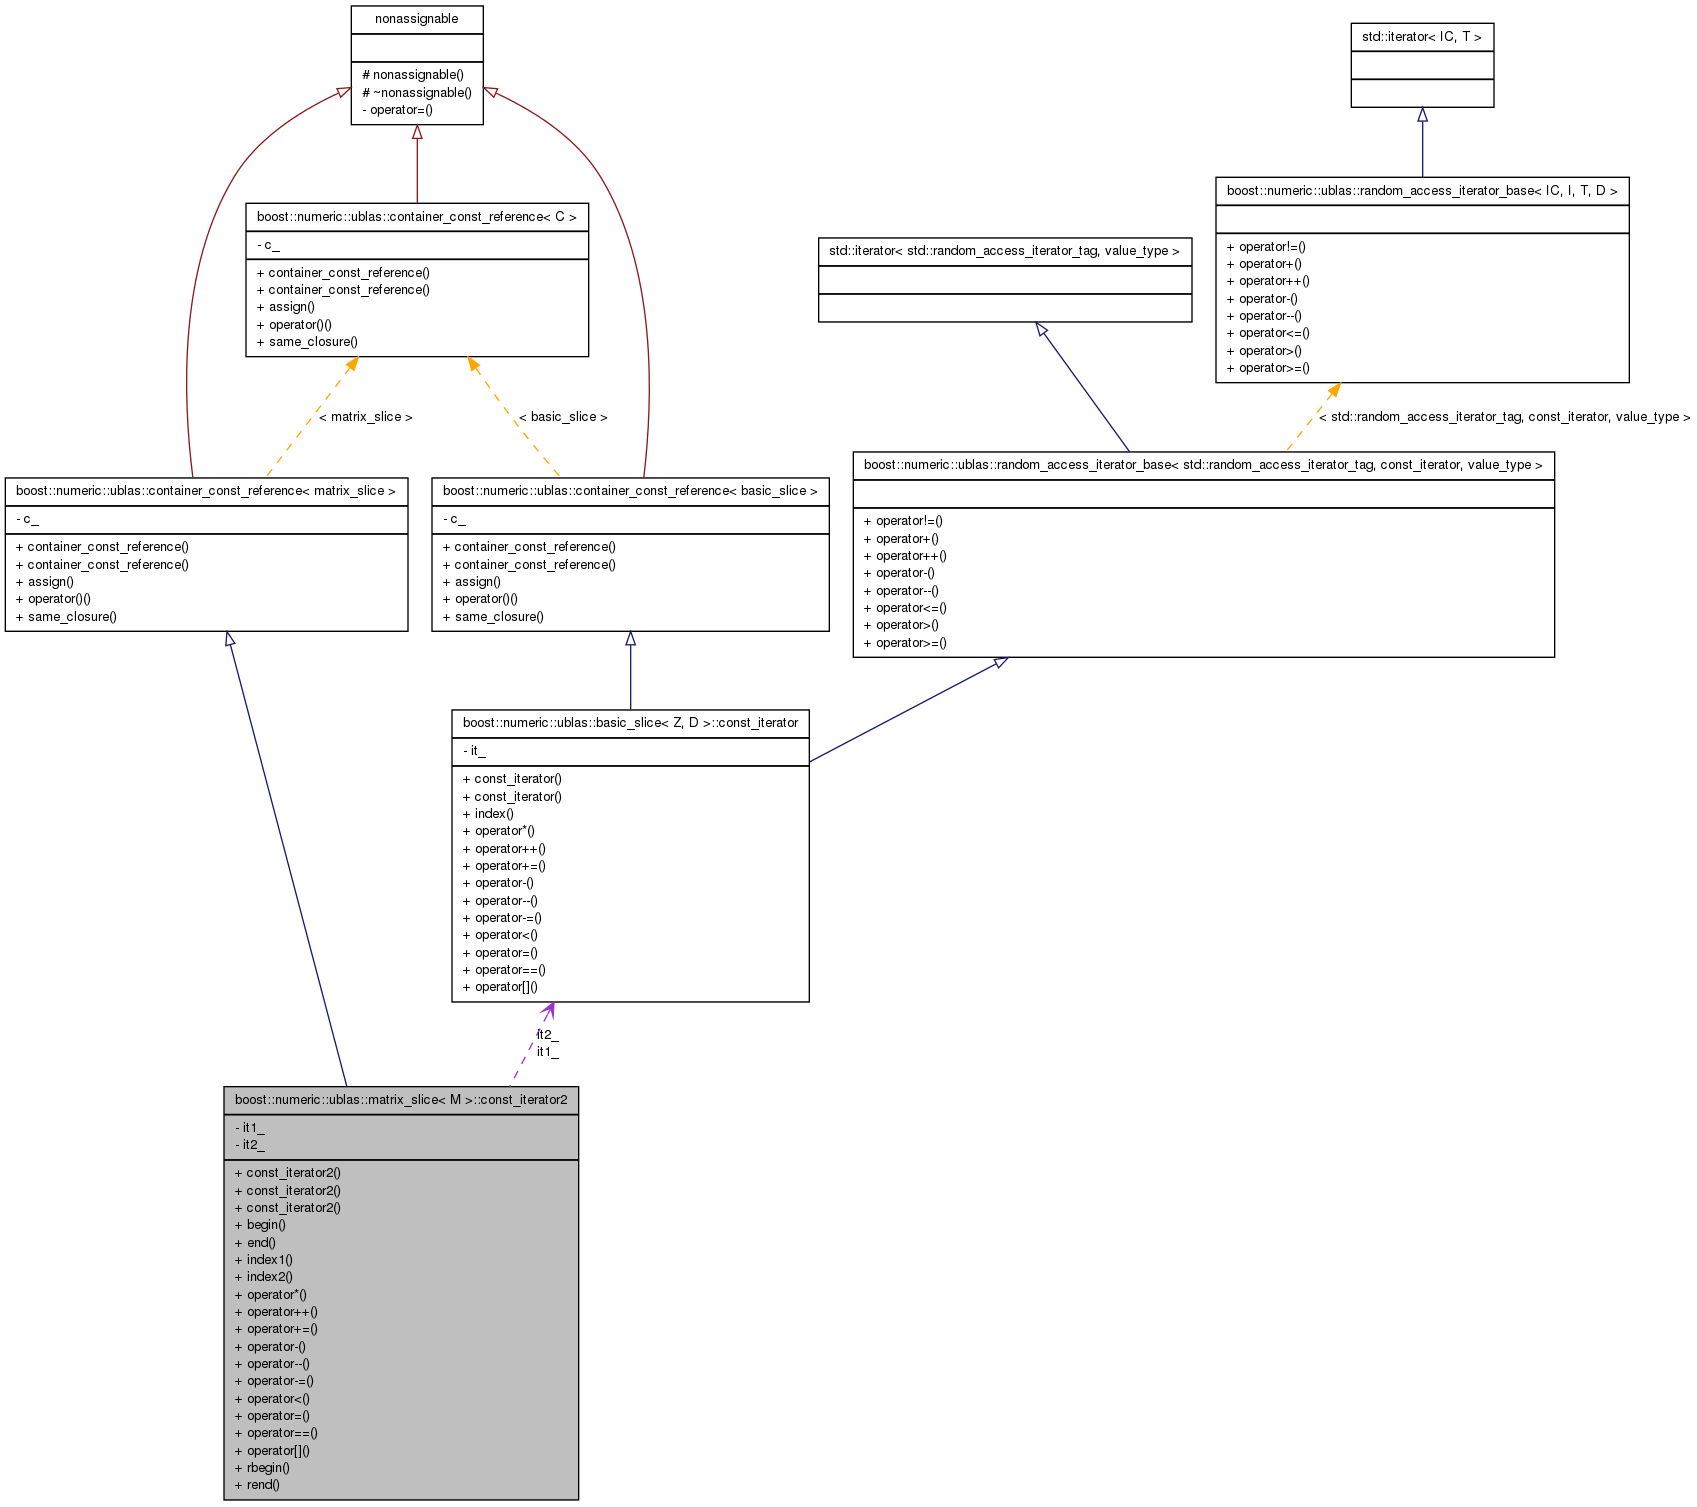 nonassignable
# nonassignable()
# ~nonassignable()
- operator=()
std::iterator< IC, T >
boost::numeric::ublas::random_access_iterator_base< IC, I, T, D >
+ operator!=()
+ operator+()
+ operator++()
+ operator-()
+ operator--()
+ operator<=()
+ operator>()
+ operator>=()
boost::numeric::ublas::container_const_reference< C >
- c_
+ container_const_reference()
+ container_const_reference()
+ assign()
+ operator()()
+ same_closure()
std::iterator< std::random_access_iterator_tag, value_type >
< matrix_slice >
< basic_slice >
< std::random_access_iterator_tag, const_iterator, value_type >
boost::numeric::ublas::container_const_reference< matrix_slice >
- c_
+ container_const_reference()
+ container_const_reference()
+ assign()
+ operator()()
+ same_closure()
boost::numeric::ublas::container_const_reference< basic_slice >
- c_
+ container_const_reference()
+ container_const_reference()
+ assign()
+ operator()()
+ same_closure()
boost::numeric::ublas::random_access_iterator_base< std::random_access_iterator_tag, const_iterator, value_type >
+ operator!=()
+ operator+()
+ operator++()
+ operator-()
+ operator--()
+ operator<=()
+ operator>()
+ operator>=()
boost::numeric::ublas::basic_slice< Z, D >::const_iterator
- it_
+ const_iterator()
+ const_iterator()
+ index()
+ operator*()
+ operator++()
+ operator+=()
+ operator-()
+ operator--()
+ operator-=()
+ operator<()
+ operator=()
+ operator==()
+ operator[]()
it2_
it1_
boost::numeric::ublas::matrix_slice< M >::const_iterator2
- it1_
- it2_
+ const_iterator2()
+ const_iterator2()
+ const_iterator2()
+ begin()
+ end()
+ index1()
+ index2()
+ operator*()
+ operator++()
+ operator+=()
+ operator-()
+ operator--()
+ operator-=()
+ operator<()
+ operator=()
+ operator==()
+ operator[]()
+ rbegin()
+ rend()